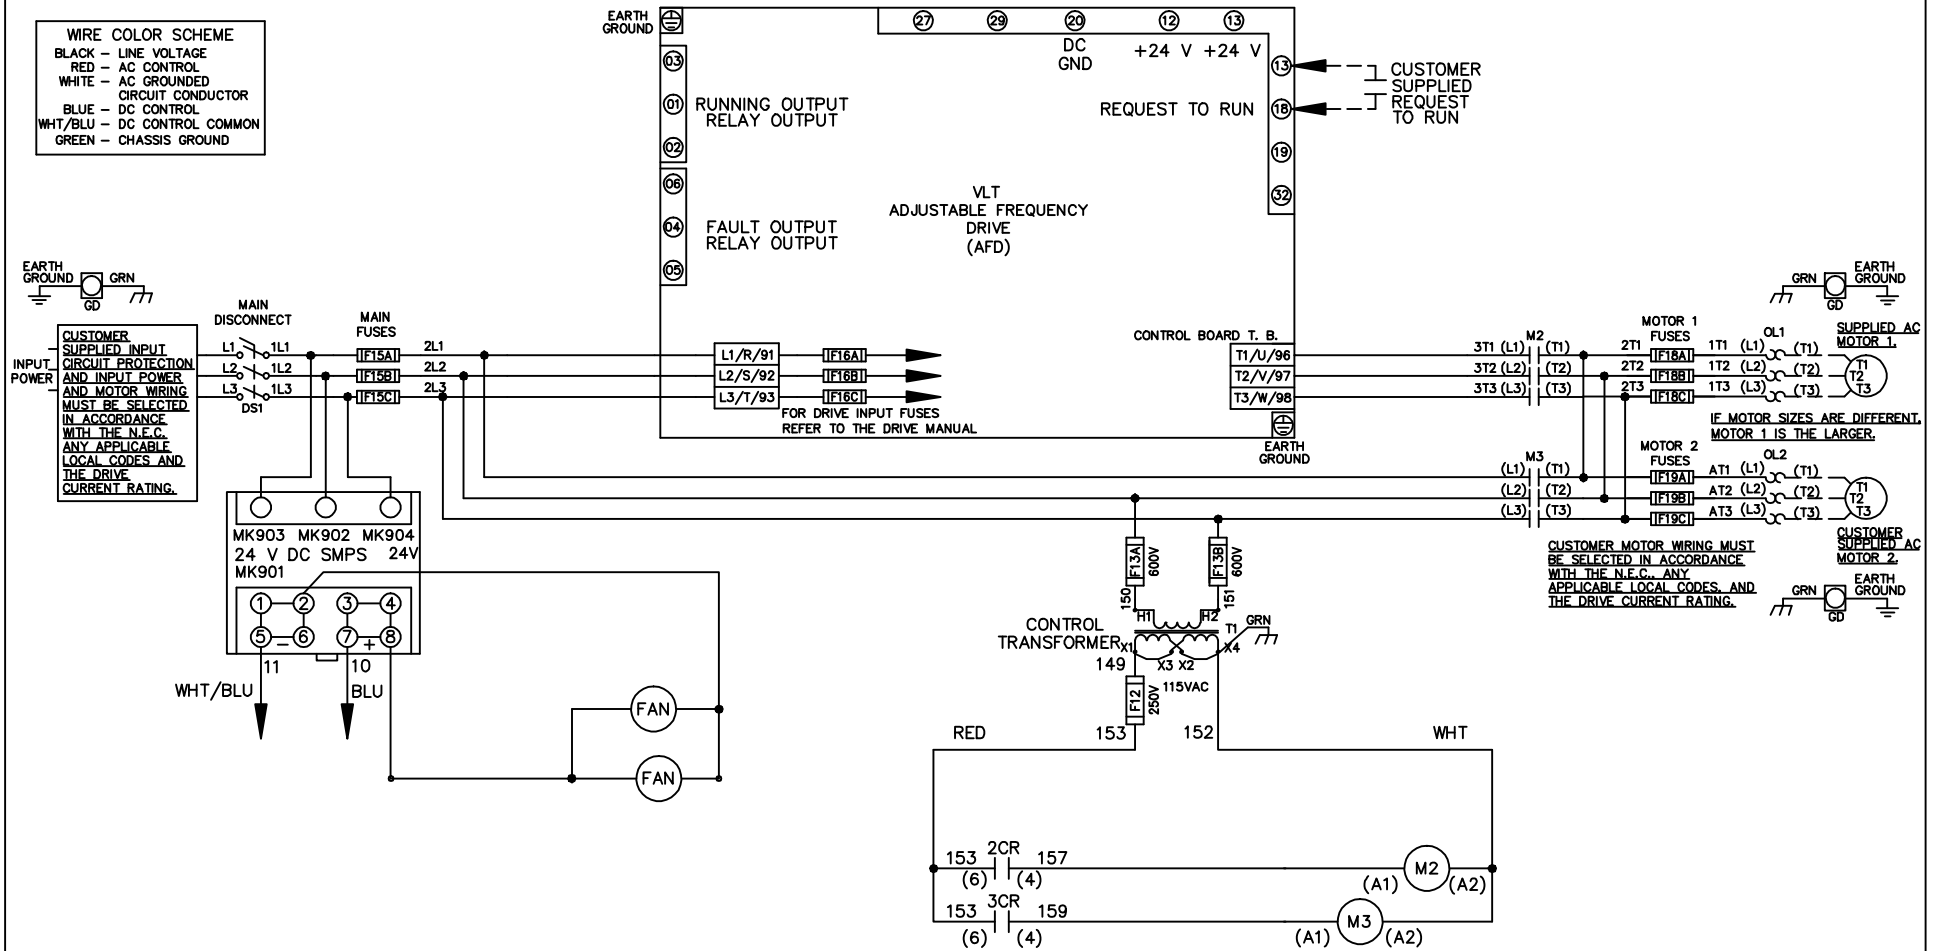 WIRE COLOR SCHEME
BLACK – LINE VOLTAGE
RED – AC CONTROL
WHITE – AC GROUNDED
CIRCUIT CONDUCTOR
BLUE – DC CONTROL
WHT/BLU – DC CONTROL COMMON
GREEN – CHASSIS GROUND
EARTH
GROUND
03
01
02
RUNNING OUTPUT
RELAY OUTPUT
06
04
05
FAULT OUTPUT
RELAY OUTPUT
27
29
20
12
13
DC
GND
+24 V
+24 V
13
18
19
32
REQUEST TO RUN
CUSTOMER
SUPPLIED
REQUEST
TO RUN
VLT
ADJUSTABLE FREQUENCY
DRIVE
(AFD)
EARTH
GROUND
GRN
GD
INPUT
POWER
CUSTOMER
SUPPLIED INPUT
CIRCUIT PROTECTION
AND INPUT POWER
AND MOTOR WIRING
MUST BE SELECTED
IN ACCORDANCE
WITH THE N.E.C.
ANY APPLICABLE
LOCAL CODES AND
THE DRIVE
CURRENT RATING.
MAIN
DISCONNECT
L1 1L1
L2 1L2
L3 1L3
DS1
MAIN
FUSES
F15A
F15B
F15C
2L1
2L2
2L3
L1/R/91
L2/S/92
L3/T/93
F16A
F16B
F16C
FOR DRIVE INPUT FUSES
REFER TO THE DRIVE MANUAL
CONTROL BOARD T. B.
T1/U/96
T2/V/97
T3/W/98
EARTH
GROUND
M2
3T1 (L1) (T1)
3T2 (L2) (T2)
3T3 (L3) (T3)
MOTOR 1
FUSES
2T1 F18A 1T1 (L1)
2T2 F18B 1T2 (L2)
2T3 F18C 1T3 (L3)
OL1
(T1)
(T2)
(T3)
T1
T2
T3
GRN
GD
EARTH
GROUND
SUPPLIED AC
MOTOR 1.
IF MOTOR SIZES ARE DIFFERENT,
MOTOR 1 IS THE LARGER.
M3
(L1) (T1)
(L2) (T2)
(L3) (T3)
MOTOR 2
FUSES
F19A AT1 (L1)
F19B AT2 (L2)
F19C AT3 (L3)
OL2
(T1)
(T2)
(T3)
T1
T2
T3
CUSTOMER
SUPPLIED AC
MOTOR 2.
CUSTOMER MOTOR WIRING MUST
BE SELECTED IN ACCORDANCE
WITH THE N.E.C., ANY
APPLICABLE LOCAL CODES, AND
THE DRIVE CURRENT RATING.
GRN
GD
EARTH
GROUND
MK903 MK902 MK904
24 V DC SMPS 24V
MK901
1 2 3 4
5 6 7 8
– +
11
10
WHT/BLU
BLU
FAN
FAN
F13A
600V
F13B
600V
150
151
H1
H2
CONTROL
TRANSFORMER
T1
GRN
X1
X3 X2
X4
149
115VAC
F12
250V
153
152
RED
WHT
153 2CR 157
(6) (4)
M2
(A1) (A2)
153 3CR 159
(6) (4)
M3
(A1) (A2)